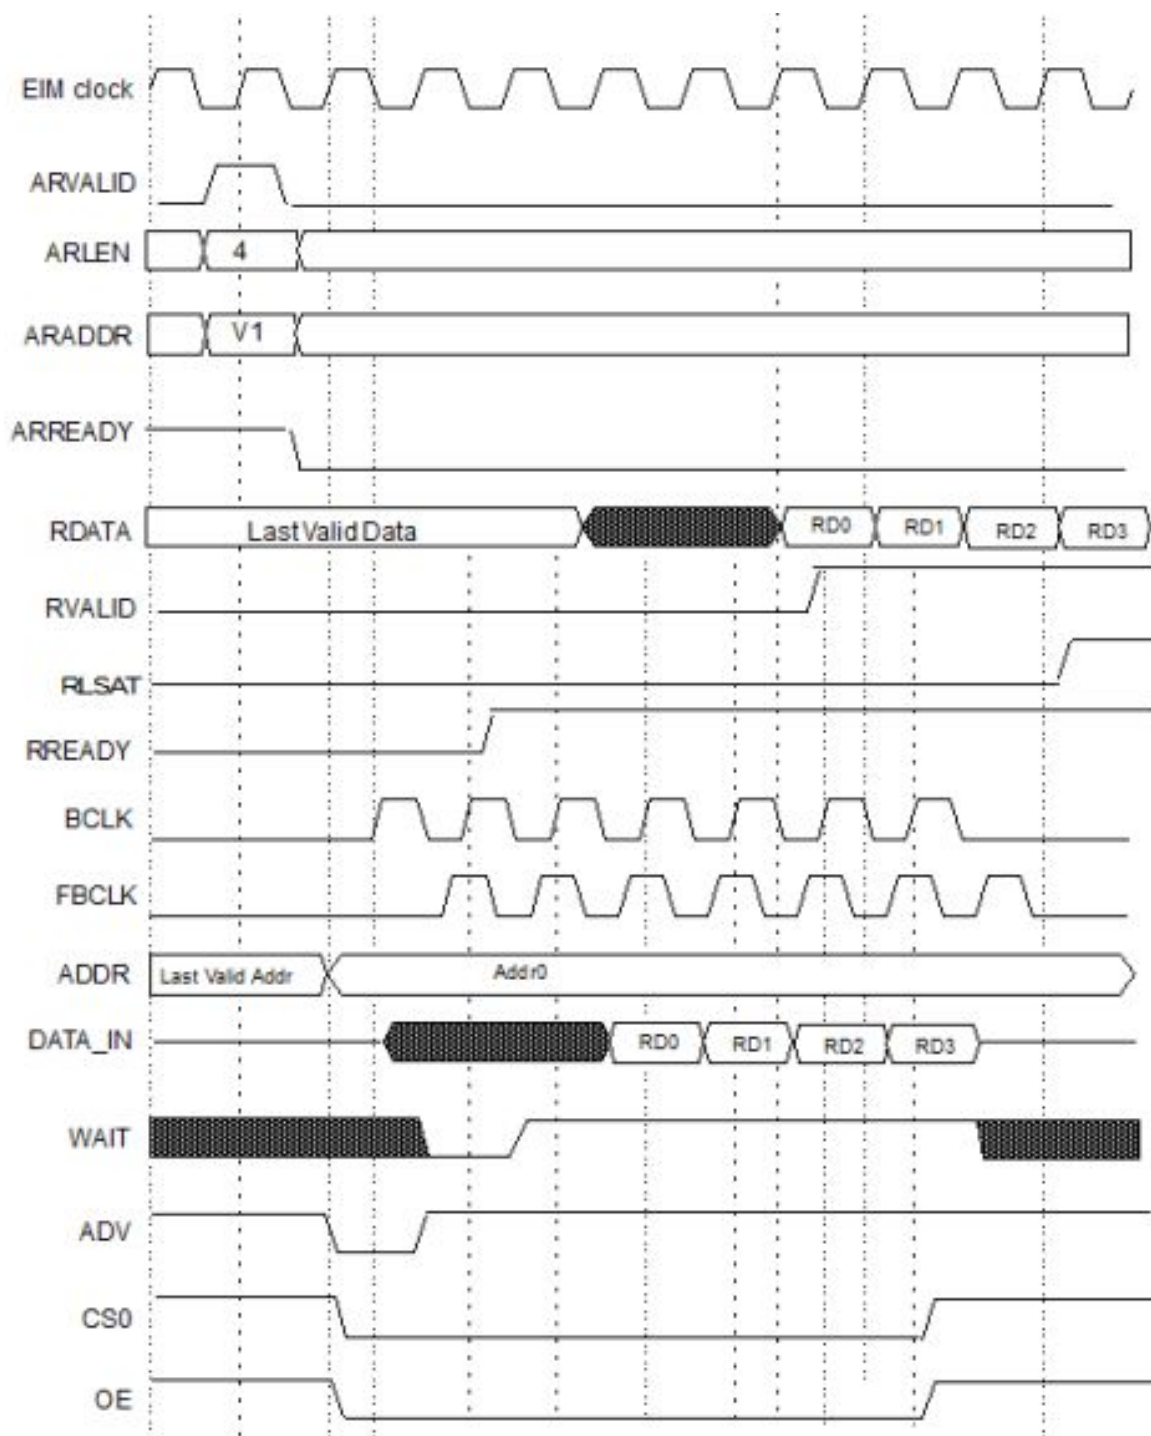 EIM clock
ARVALID
ARLEN 4
ARADDR V1
ARREADY
RDATA Last Valid Data RD0 RD1 RD2 RD3
RVALID
RLSAT
RREADY
BCLK
FBCLK
ADDR Last Valid Addr Addr0
DATA_IN RD0 RD1 RD2 RD3
WAIT
ADV
CS0
OE